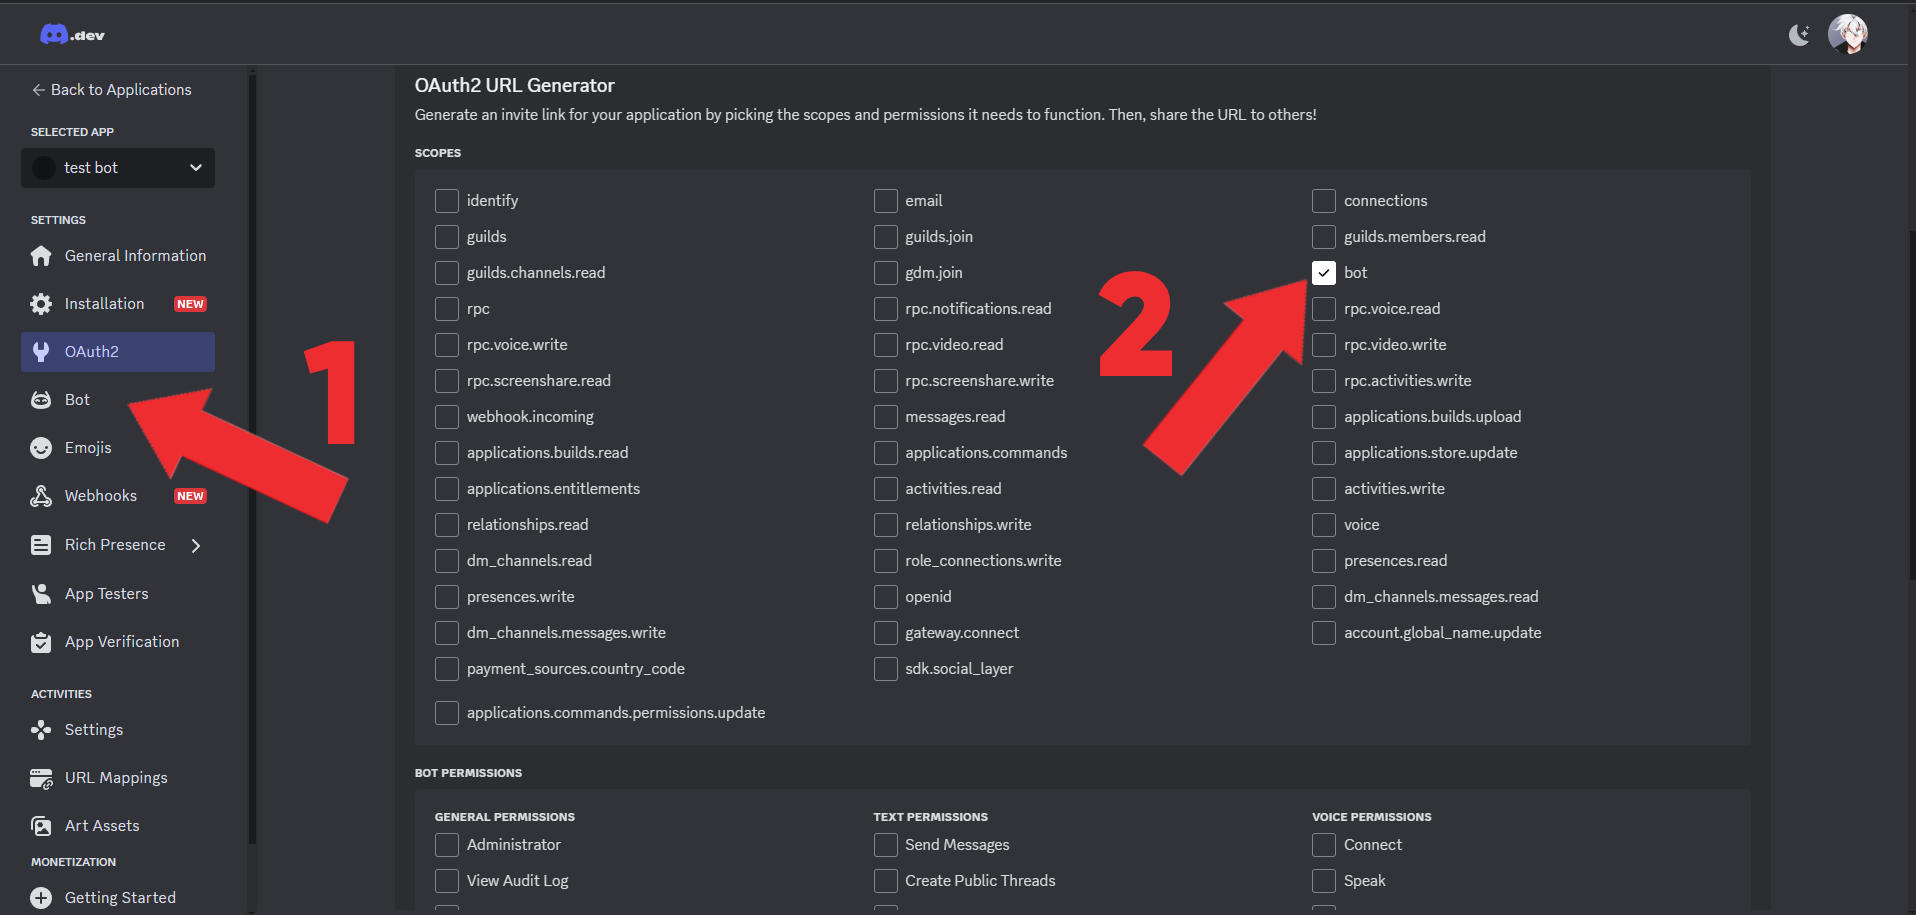 .dev
Back to Applications
SELECTED APP
test bot
SETTINGS
General Information
Installation NEW
OAuth2
Bot
Emojis
Webhooks NEW
Rich Presence
App Testers
App Verification
ACTIVITIES
Settings
URL Mappings
Art Assets
MONETIZATION
Getting Started
1
OAuth2 URL Generator
Generate an invite link for your application by picking the scopes and permissions it needs to function. Then, share the URL to others!
SCOPES
identify email connections
guilds guilds.join guilds.members.read
guilds.channels.read gdm.join bot
rpc rpc.notifications.read rpc.voice.read
2
rpc.voice.write rpc.video.read rpc.video.write
rpc.screenshare.read rpc.screenshare.write rpc.activities.write
webhook.incoming messages.read applications.builds.upload
applications.builds.read applications.commands applications.store.update
applications.entitlements activities.read activities.write
relationships.read relationships.write voice
dm_channels.read role_connections.write presences.read
presences.write openid dm_channels.messages.read
dm_channels.messages.write gateway.connect account.global_name.update
payment_sources.country_code sdk.social_layer
applications.commands.permissions.update
BOT PERMISSIONS
GENERAL PERMISSIONS TEXT PERMISSIONS VOICE PERMISSIONS
Administrator Send Messages Connect
View Audit Log Create Public Threads Speak